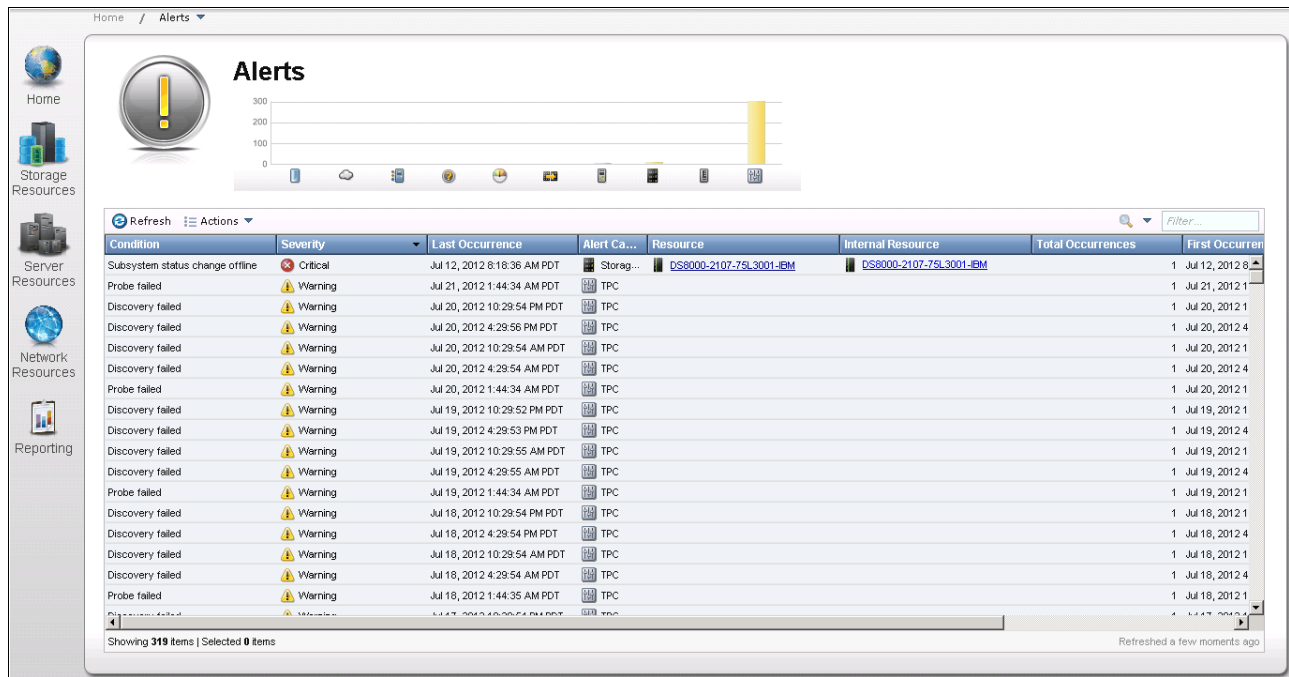 Home / Alerts
Home
Storage Resources
Server Resources
Network Resources
Reporting
Alerts
300
200
100
0
Refresh Actions Filter...
Condition Severity Last Occurrence Alert Ca... Resource Internal Resource Total Occurrences First Occurren
Subsystem status change offline Critical Jul 12, 2012 8:18:36 AM PDT Storag... DS8000-2107-75L3001-IBM DS8000-2107-75L3001-IBM 1 Jul 12, 2012 8
Probe failed Warning Jul 21, 2012 1:44:34 AM PDT TPC 1 Jul 21, 2012 1
Discovery failed Warning Jul 20, 2012 10:29:54 PM PDT TPC 1 Jul 20, 2012 1
Discovery failed Warning Jul 20, 2012 4:29:56 PM PDT TPC 1 Jul 20, 2012 4
Discovery failed Warning Jul 20, 2012 10:29:54 AM PDT TPC 1 Jul 20, 2012 1
Discovery failed Warning Jul 20, 2012 4:29:54 AM PDT TPC 1 Jul 20, 2012 4
Probe failed Warning Jul 20, 2012 1:44:34 AM PDT TPC 1 Jul 20, 2012 1
Discovery failed Warning Jul 19, 2012 10:29:52 PM PDT TPC 1 Jul 19, 2012 1
Discovery failed Warning Jul 19, 2012 4:29:53 PM PDT TPC 1 Jul 19, 2012 4
Discovery failed Warning Jul 19, 2012 10:29:55 AM PDT TPC 1 Jul 19, 2012 1
Discovery failed Warning Jul 19, 2012 4:29:55 AM PDT TPC 1 Jul 19, 2012 4
Probe failed Warning Jul 19, 2012 1:44:34 AM PDT TPC 1 Jul 19, 2012 1
Discovery failed Warning Jul 18, 2012 10:29:54 PM PDT TPC 1 Jul 18, 2012 1
Discovery failed Warning Jul 18, 2012 4:29:54 PM PDT TPC 1 Jul 18, 2012 4
Discovery failed Warning Jul 18, 2012 10:29:54 AM PDT TPC 1 Jul 18, 2012 1
Discovery failed Warning Jul 18, 2012 4:29:54 AM PDT TPC 1 Jul 18, 2012 4
Probe failed Warning Jul 18, 2012 1:44:35 AM PDT TPC 1 Jul 18, 2012 1
Showing 319 items | Selected 0 items Refreshed a few moments ago